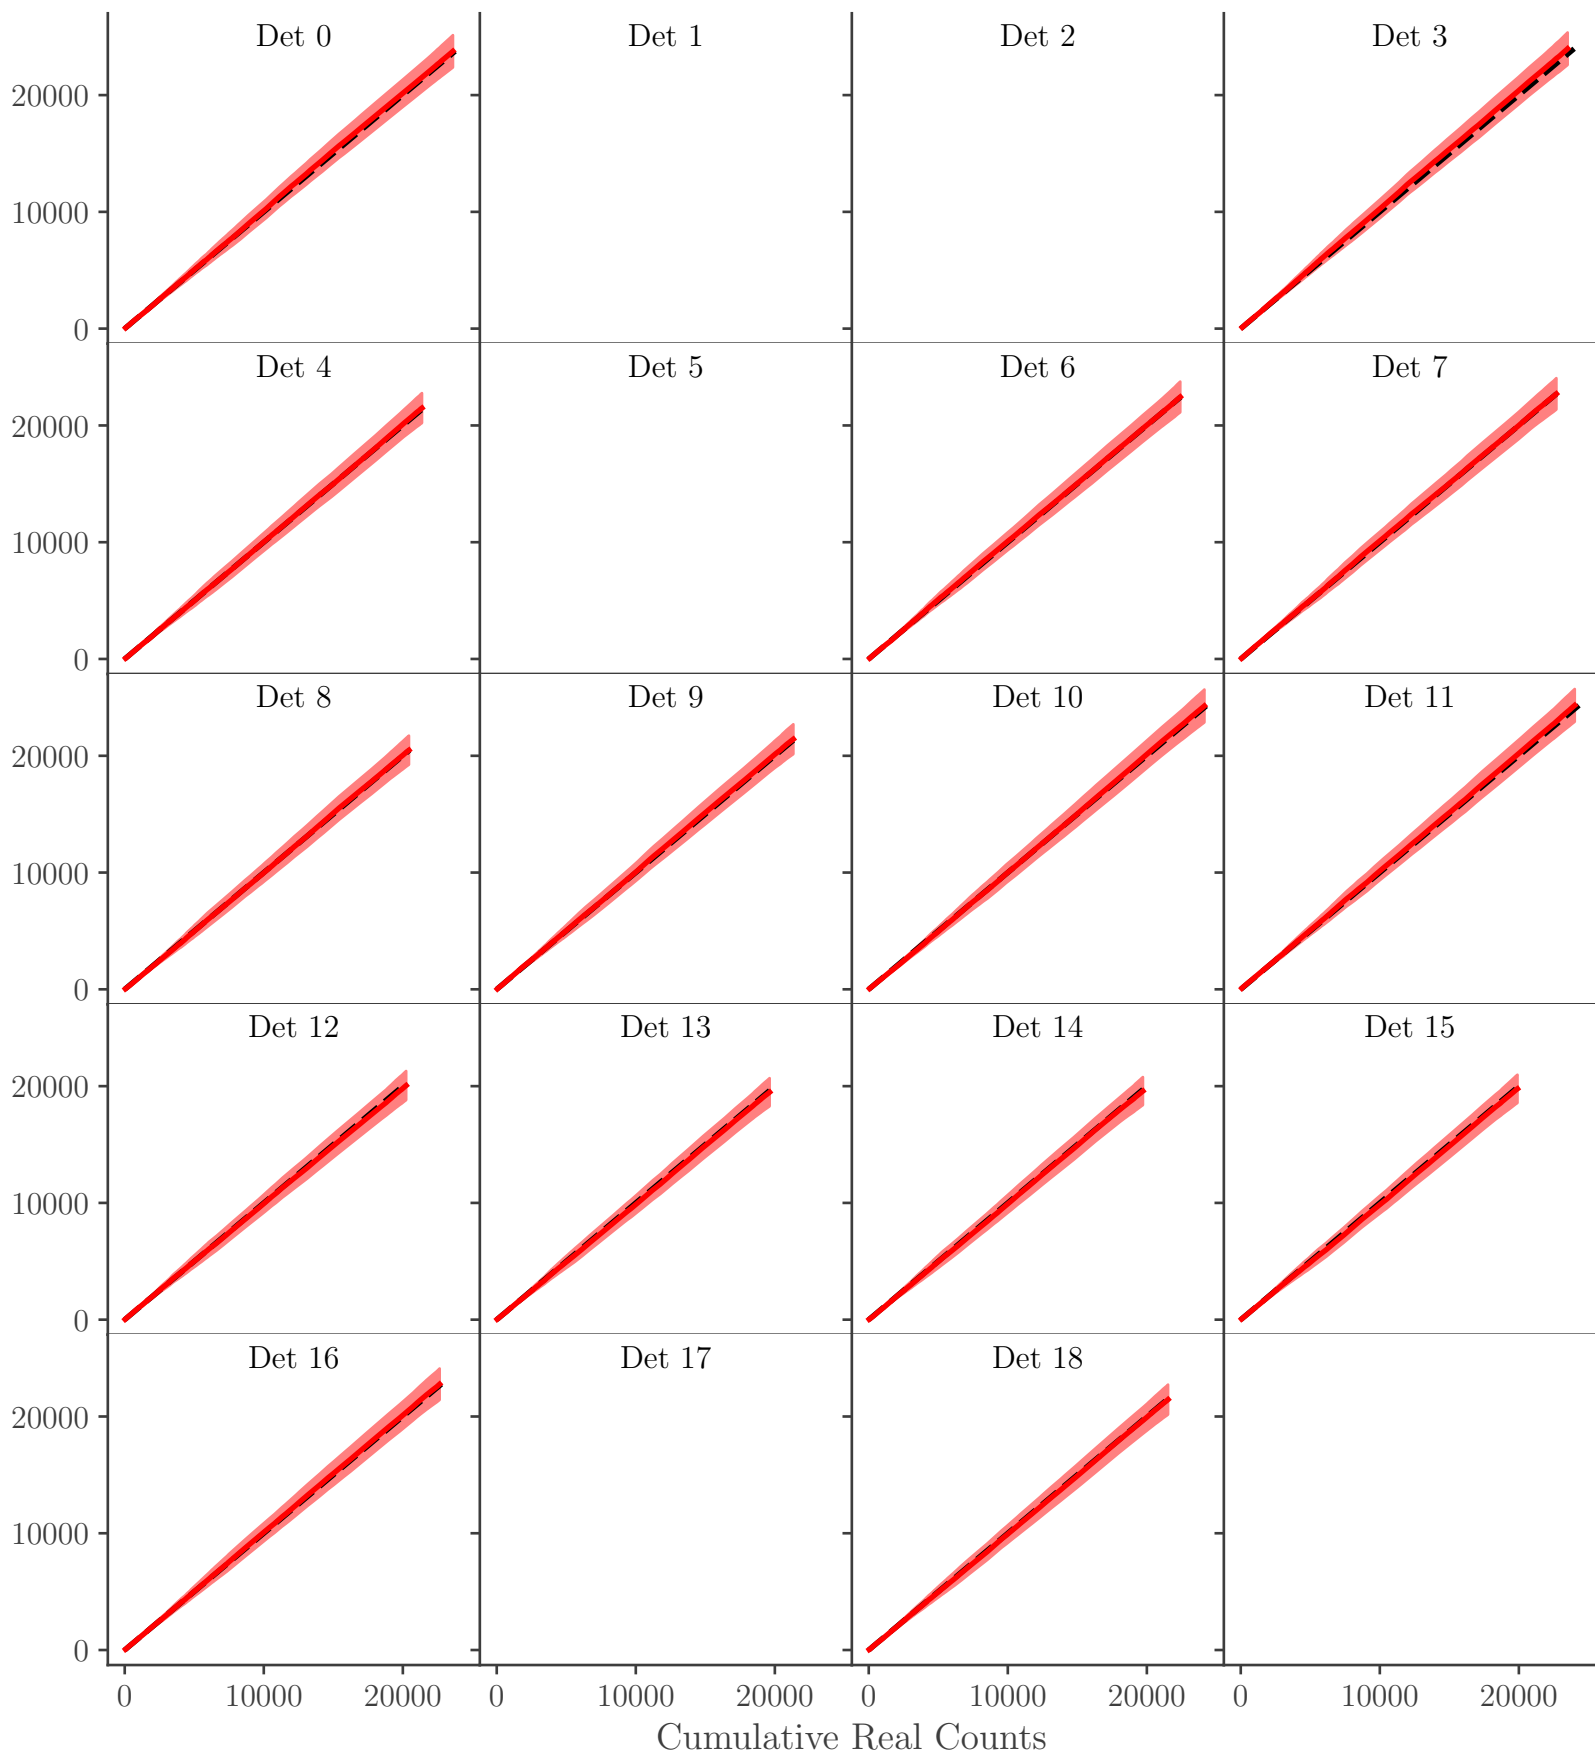 Det 0 Det 1 Det 2 Det 3
20000
10000
0
Det 4 Det 5 Det 6 Det 7
20000
10000
0
Det 8 Det 9 Det 10 Det 11
20000
10000
0
Det 12 Det 13 Det 14 Det 15
20000
10000
0
Det 16 Det 17 Det 18
20000
10000
0
0 10000 20000 0 10000 20000 0 10000 20000 0 10000 20000
Cumulative Real Counts